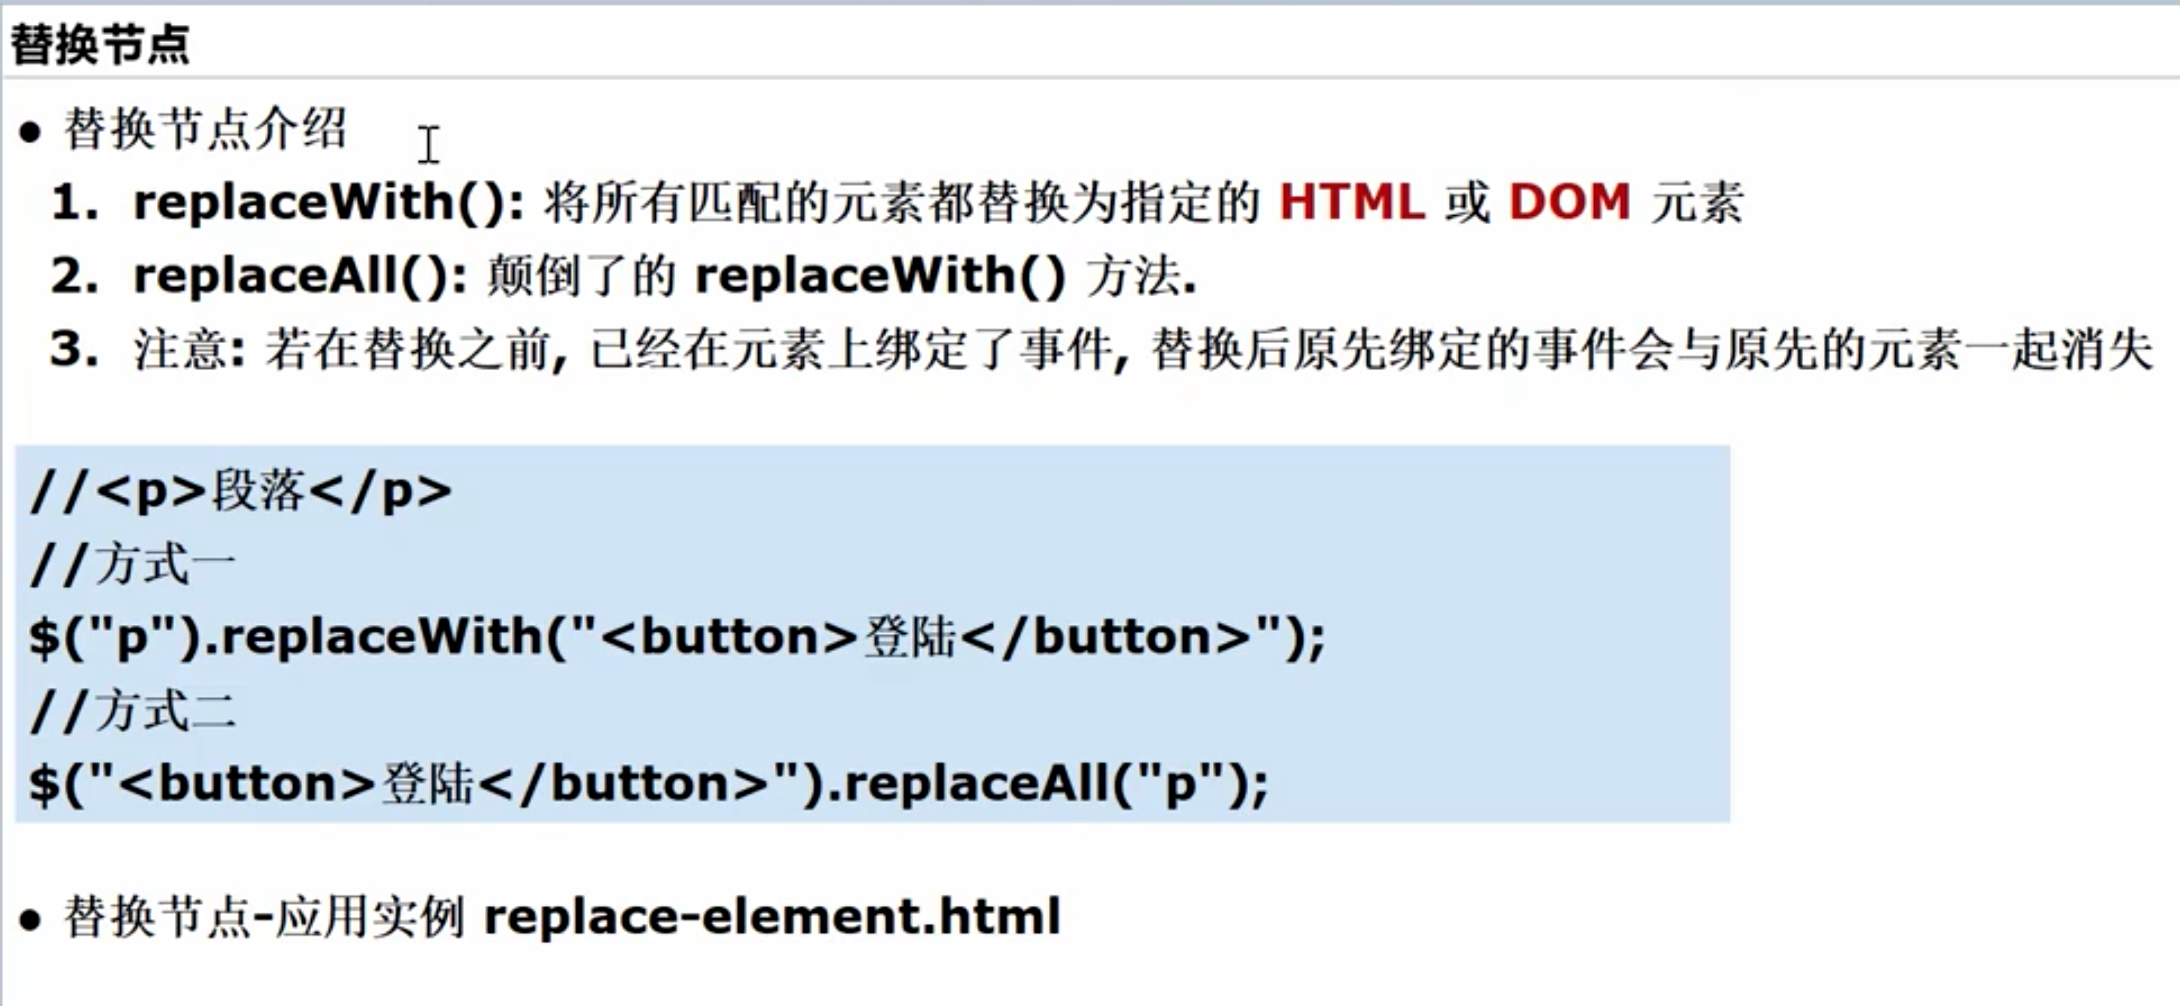 替换节点
● 替换节点介绍
1. replaceWith(): 将所有匹配的元素都替换为指定的 HTML 或 DOM 元素
2. replaceAll(): 颠倒了的 replaceWith() 方法.
3. 注意: 若在替换之前, 已经在元素上绑定了事件, 替换后原先绑定的事件会与原先的元素一起消失
//<p>段落</p>
//方式一
$("p").replaceWith("<button>登陆</button>");
//方式二
$("<button>登陆</button>").replaceAll("p");
● 替换节点-应用实例 replace-element.html